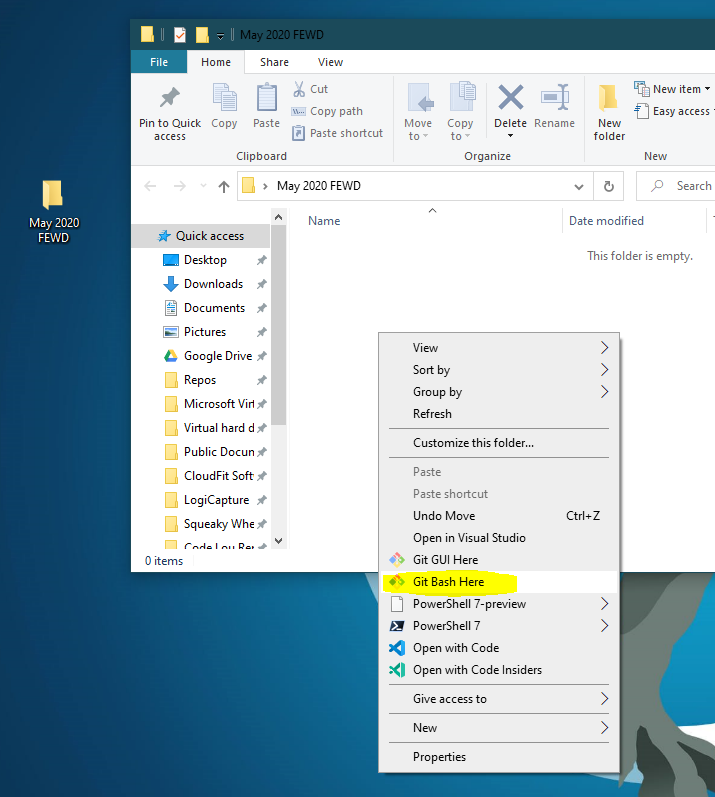 May 2020 FEWD
File
Home
Share
View
Pin to Quick
access
Copy
Paste
Cut
Copy path
Paste shortcut
Clipboard
Move
to
Copy
to
Delete
Rename
Organize
New
folder
New item
Easy access
New
May 2020 FEWD
Search
May 2020
FEWD
Quick access
Desktop
Downloads
Documents
Pictures
Google Drive
Repos
Microsoft Virt
Virtual hard d
Public Docun
CloudFit Soft
LogiCapture
Squeaky Whe
Code Lou Re
0 items
Name
Date modified
This folder is empty.
View
Sort by
Group by
Refresh
Customize this folder...
Paste
Paste shortcut
Undo Move Ctrl+Z
Open in Visual Studio
Git GUI Here
Git Bash Here
PowerShell 7-preview
PowerShell 7
Open with Code
Open with Code Insiders
Give access to
New
Properties